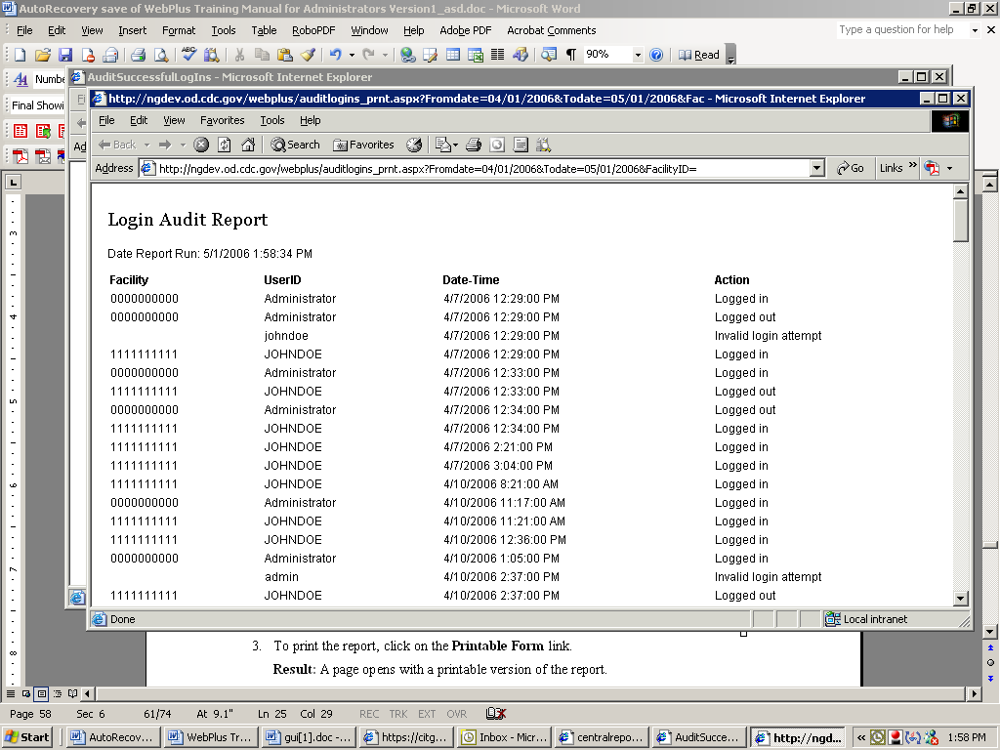 AutoRecovery save of WebPlus Training Manual for Administrators Version1_asd.doc - Microsoft Word
File Edit View Insert Format Tools Table RoboPDF Window Help Adobe PDF Acrobat Comments Type a question for help
90% Read
Numbe
AuditSuccessfulLogIns - Microsoft Internet Explorer
Final Showi
http://ngdev.od.cdc.gov/webplus/auditlogins_prnt.aspx?Fromdate=04/01/2006&Todate=05/01/2006&Fac - Microsoft Internet Explorer
File Edit View Favorites Tools Help
Back Search Favorites
Ad
Address http://ngdev.od.cdc.gov/webplus/auditlogins_prnt.aspx?Fromdate=04/01/2006&Todate=05/01/2006&FacilityID= Go Links »
Login Audit Report
Date Report Run: 5/1/2006 1:58:34 PM
Facility UserID Date-Time Action
0000000000 Administrator 4/7/2006 12:29:00 PM Logged in
0000000000 Administrator 4/7/2006 12:29:00 PM Logged out
johndoe 4/7/2006 12:29:00 PM Invalid login attempt
1111111111 JOHNDOE 4/7/2006 12:29:00 PM Logged in
0000000000 Administrator 4/7/2006 12:33:00 PM Logged in
1111111111 JOHNDOE 4/7/2006 12:33:00 PM Logged out
0000000000 Administrator 4/7/2006 12:34:00 PM Logged out
1111111111 JOHNDOE 4/7/2006 12:34:00 PM Logged in
1111111111 JOHNDOE 4/7/2006 2:21:00 PM Logged in
1111111111 JOHNDOE 4/7/2006 3:04:00 PM Logged in
1111111111 JOHNDOE 4/10/2006 8:21:00 AM Logged in
0000000000 Administrator 4/10/2006 11:17:00 AM Logged in
1111111111 JOHNDOE 4/10/2006 11:21:00 AM Logged in
1111111111 JOHNDOE 4/10/2006 12:36:00 PM Logged in
0000000000 Administrator 4/10/2006 1:05:00 PM Logged in
admin 4/10/2006 2:37:00 PM Invalid login attempt
1111111111 JOHNDOE 4/10/2006 2:37:00 PM Logged out
Done Local intranet
3. To print the report, click on the Printable Form link.
Result: A page opens with a printable version of the report.
Page 58 Sec 6 61/74 At 9.1" Ln 25 Col 29 REC TRK EXT OVR
Start AutoRecov... WebPlus Tr... gui[1].doc -... https://citg... Inbox - Micr... centralrepo... AuditSucce... http://ngd... « 1:58 PM